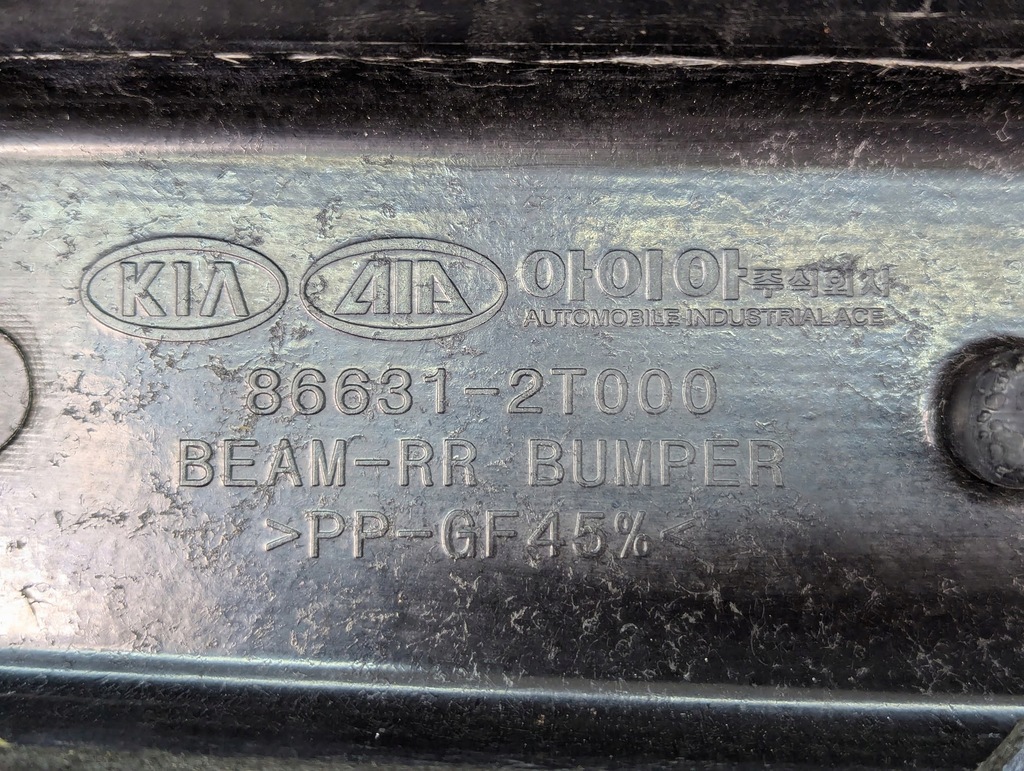 KIA AIA 아이아 주식회사
AUTOMOBILE INDUSTRIAL ACE
86631-2T000
BEAM-RR BUMPER
>PP-GF45%<